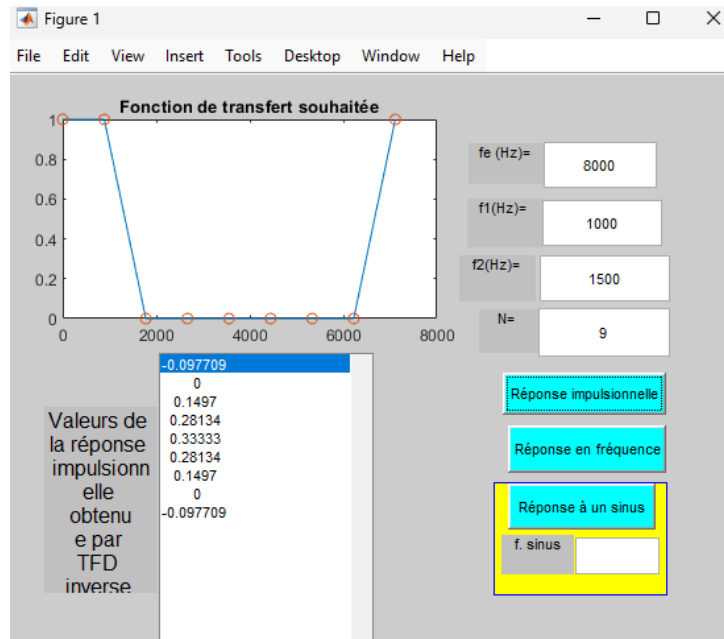 Figure 1
File Edit View Insert Tools Desktop Window Help
Fonction de transfert souhaitée
1
0.8
0.6
0.4
0.2
0
0 2000 4000 6000 8000
fe (Hz)= 8000
f1(Hz)= 1000
f2(Hz)= 1500
N= 9
Valeurs de
la réponse
impulsionn
elle
obtenu
e par
TFD
inverse
-0.097709
0
0.1497
0.28134
0.33333
0.28134
0.1497
0
-0.097709
Réponse impulsionnelle
Réponse en fréquence
Réponse à un sinus
f. sinus